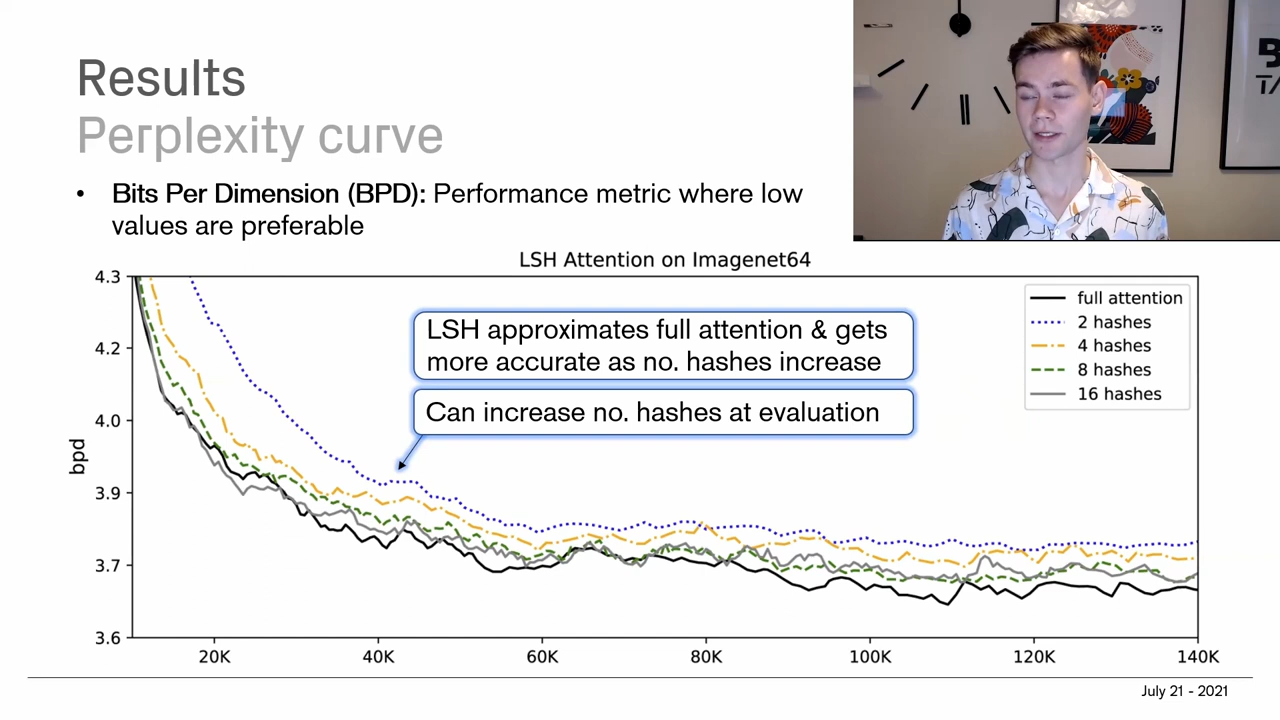 Results
Perplexity curve
• Bits Per Dimension (BPD): Performance metric where low
values are preferable
LSH Attention on Imagenet64
4.3
4.2
4.0
3.9
3.7
3.6
bpd
LSH approximates full attention & gets
more accurate as no. hashes increase
Can increase no. hashes at evaluation
full attention
2 hashes
4 hashes
8 hashes
16 hashes
20K 40K 60K 80K 100K 120K 140K
July 21 - 2021